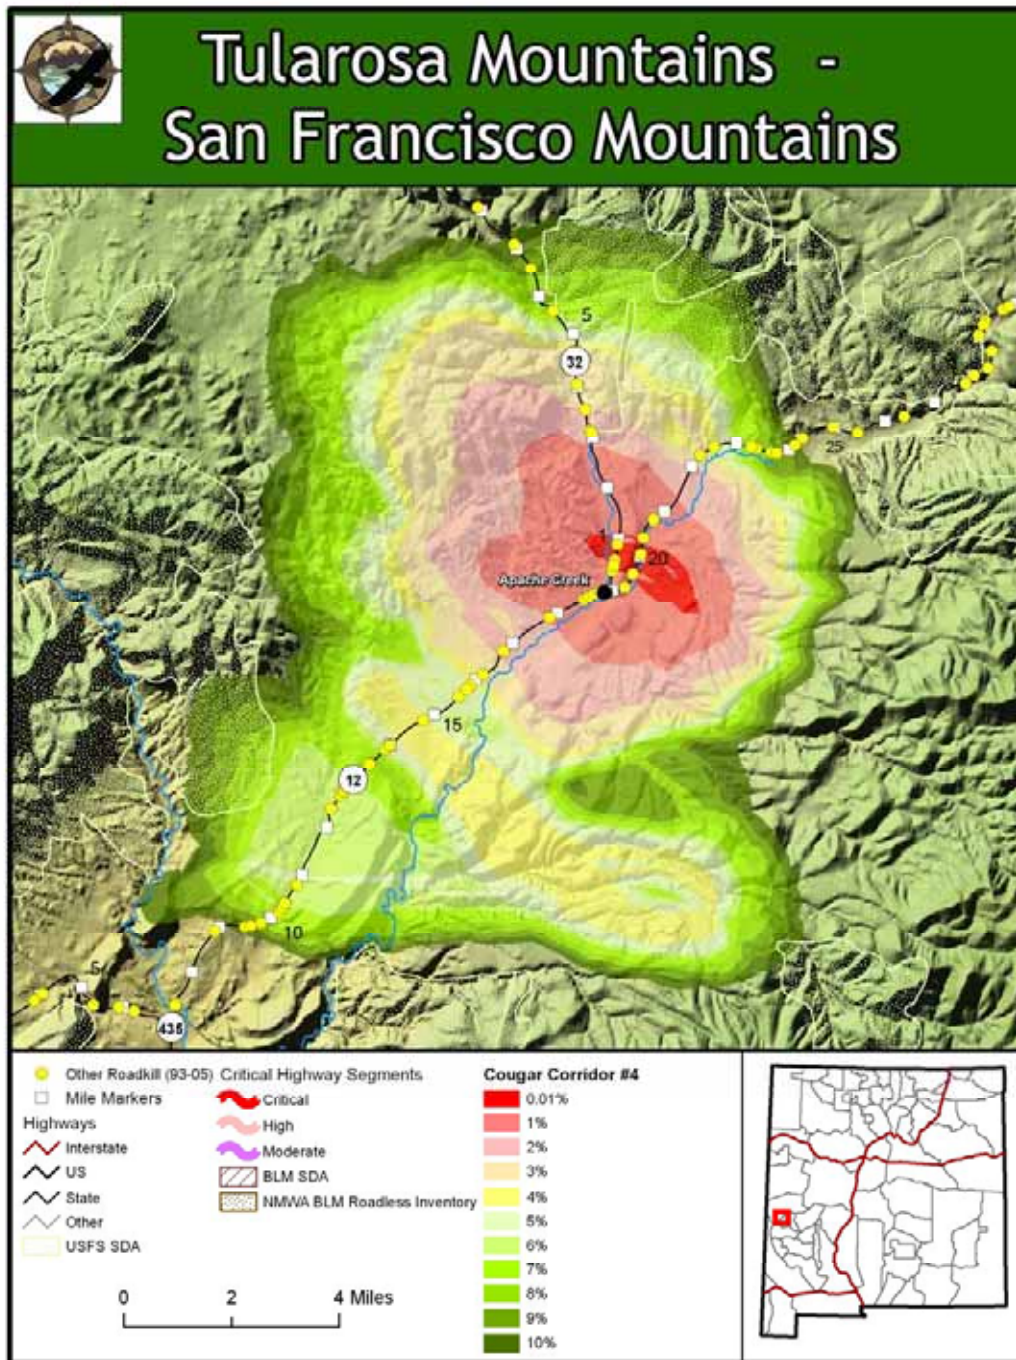 Tularosa Mountains -
San Francisco Mountains
5
32
25
20
Apache Creek
15
12
10
5
435
Other Roadkill (93-05)
Mile Markers
Highways
Interstate
US
State
Other
USFS SDA
Critical Highway Segments
Critical
High
Moderate
BLM SDA
NMWA BLM Roadless Inventory
0 2 4 Miles
Cougar Corridor #4
0.01%
1%
2%
3%
4%
5%
6%
7%
8%
9%
10%